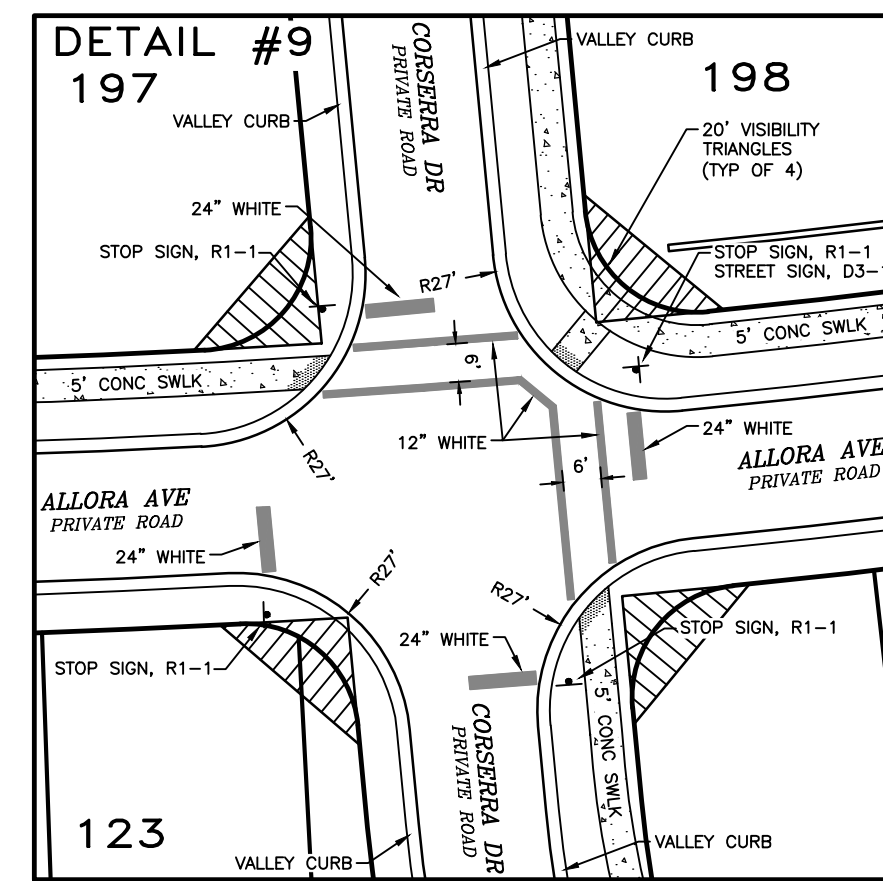 DETAIL #9
197
VALLEY CURB
CORSERRA DR
PRIVATE ROAD
VALLEY CURB
198
20' VISIBILITY
TRIANGLES
(TYP OF 4)
24" WHITE
STOP SIGN, R1-1
R27'
STOP SIGN, R1-1
STREET SIGN, D3-
5' CONC SWLK
6'
5' CONC SWLK
R27'
12" WHITE
6'
24" WHITE
ALLORA AVE
PRIVATE ROAD
ALLORA AVE
PRIVATE ROAD
24" WHITE
R27'
R27'
24" WHITE
STOP SIGN, R1-1
STOP SIGN, R1-1
5' CONC SWLK
CORSERRA DR
PRIVATE ROAD
123
VALLEY CURB
VALLEY CURB